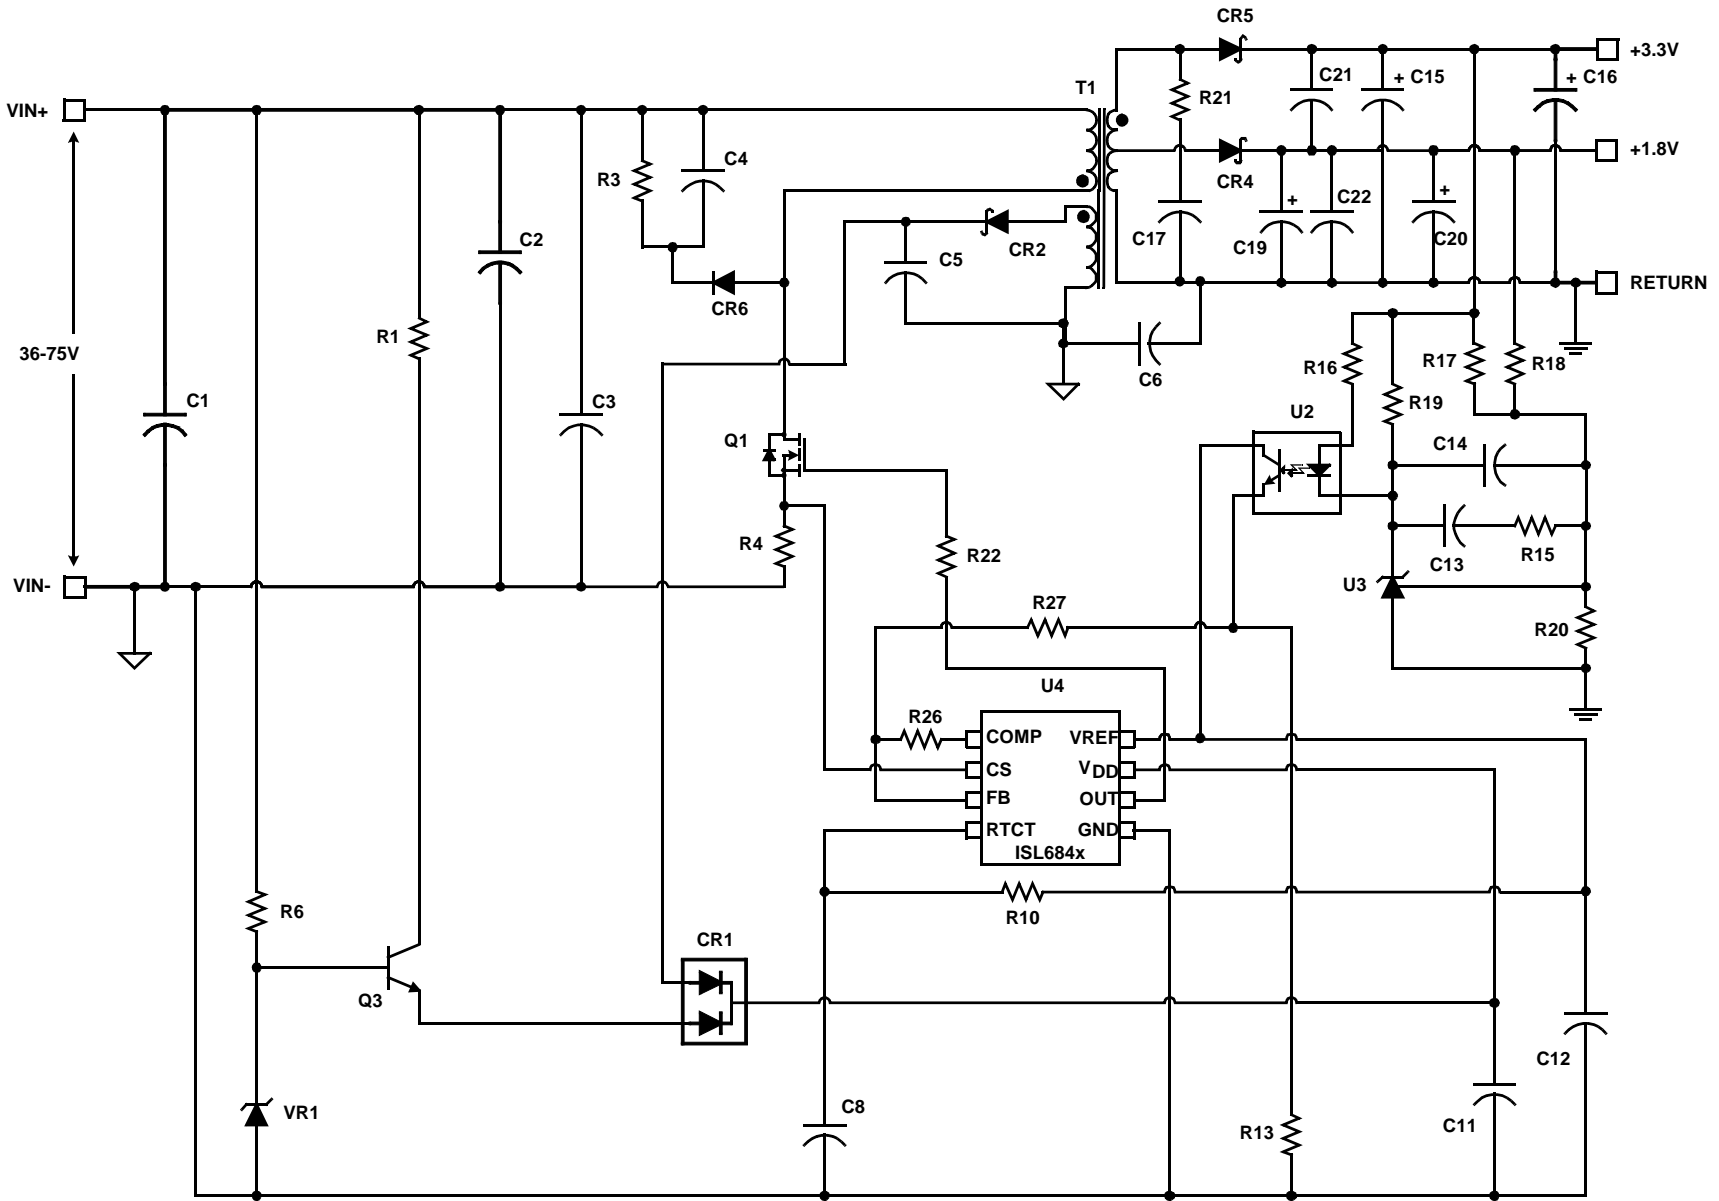 CR5
+3.3V
T1
C21
+ C15
+ C16
R21
VIN+
C4
+1.8V
R3
CR4
+
C22
+
C17
C19
C20
C2
CR2
C5
RETURN
CR6
R1
36-75V
C6
R16
R17
R18
C1
C3
R19
U2
Q1
C14
R4
R22
C13
R15
VIN-
U3
R27
R20
U4
R26
COMP
VREF
CS
VDD
FB
OUT
RTCT
GND
ISL684x
R6
R10
CR1
Q3
C12
VR1
C8
C11
R13